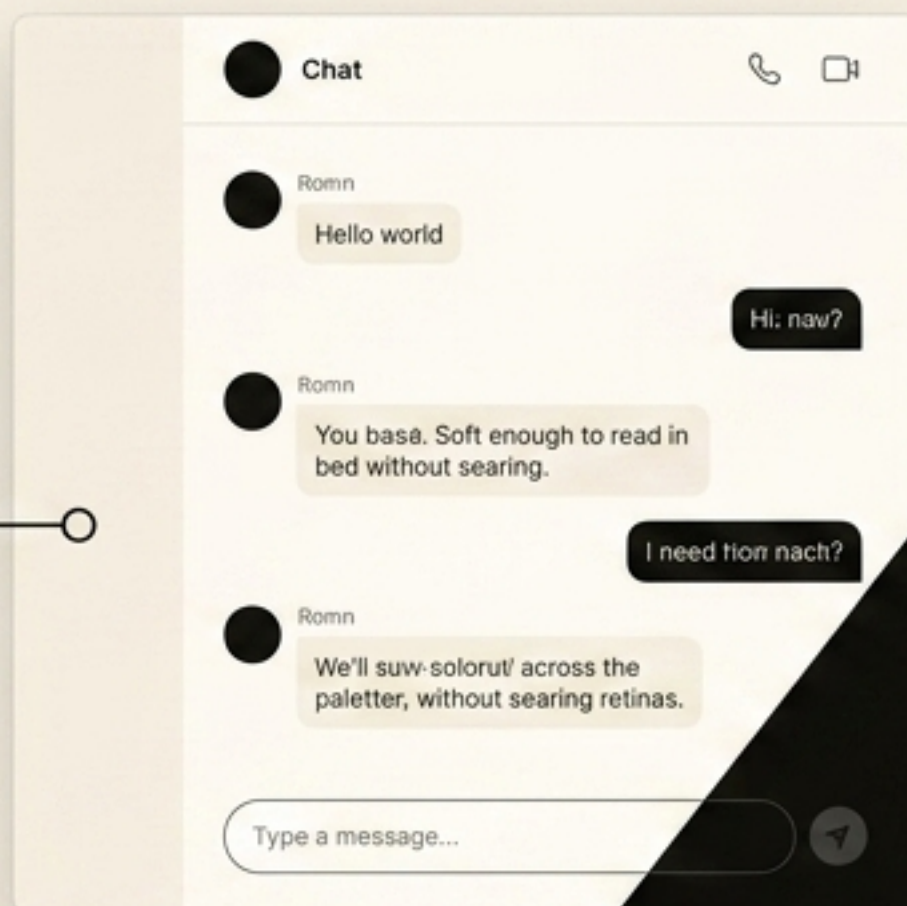 Chat
Romn
Hello world
Hi: naw?
Romn
You basa. Soft enough to read in
bed without searing.
I need tion nach?
Romn
We'll suw solorut/ across the
paletter, without searing retinas.
Type a message...